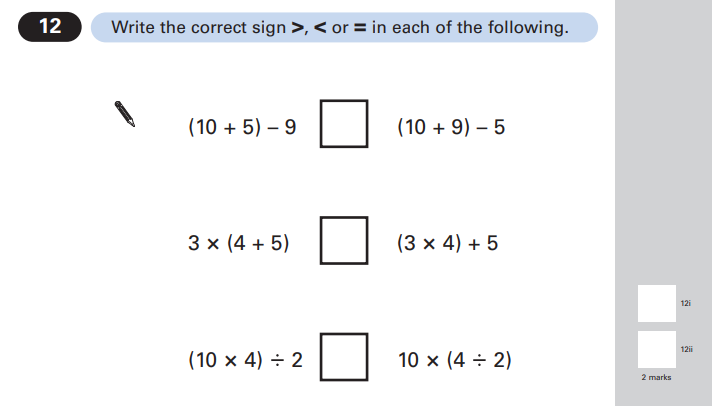 12 Write the correct sign >, < or = in each of the following.
(10 + 5) – 9 (10 + 9) – 5
3 × (4 + 5) (3 × 4) + 5
(10 × 4) ÷ 2 10 × (4 ÷ 2)
12i
12ii
2 marks